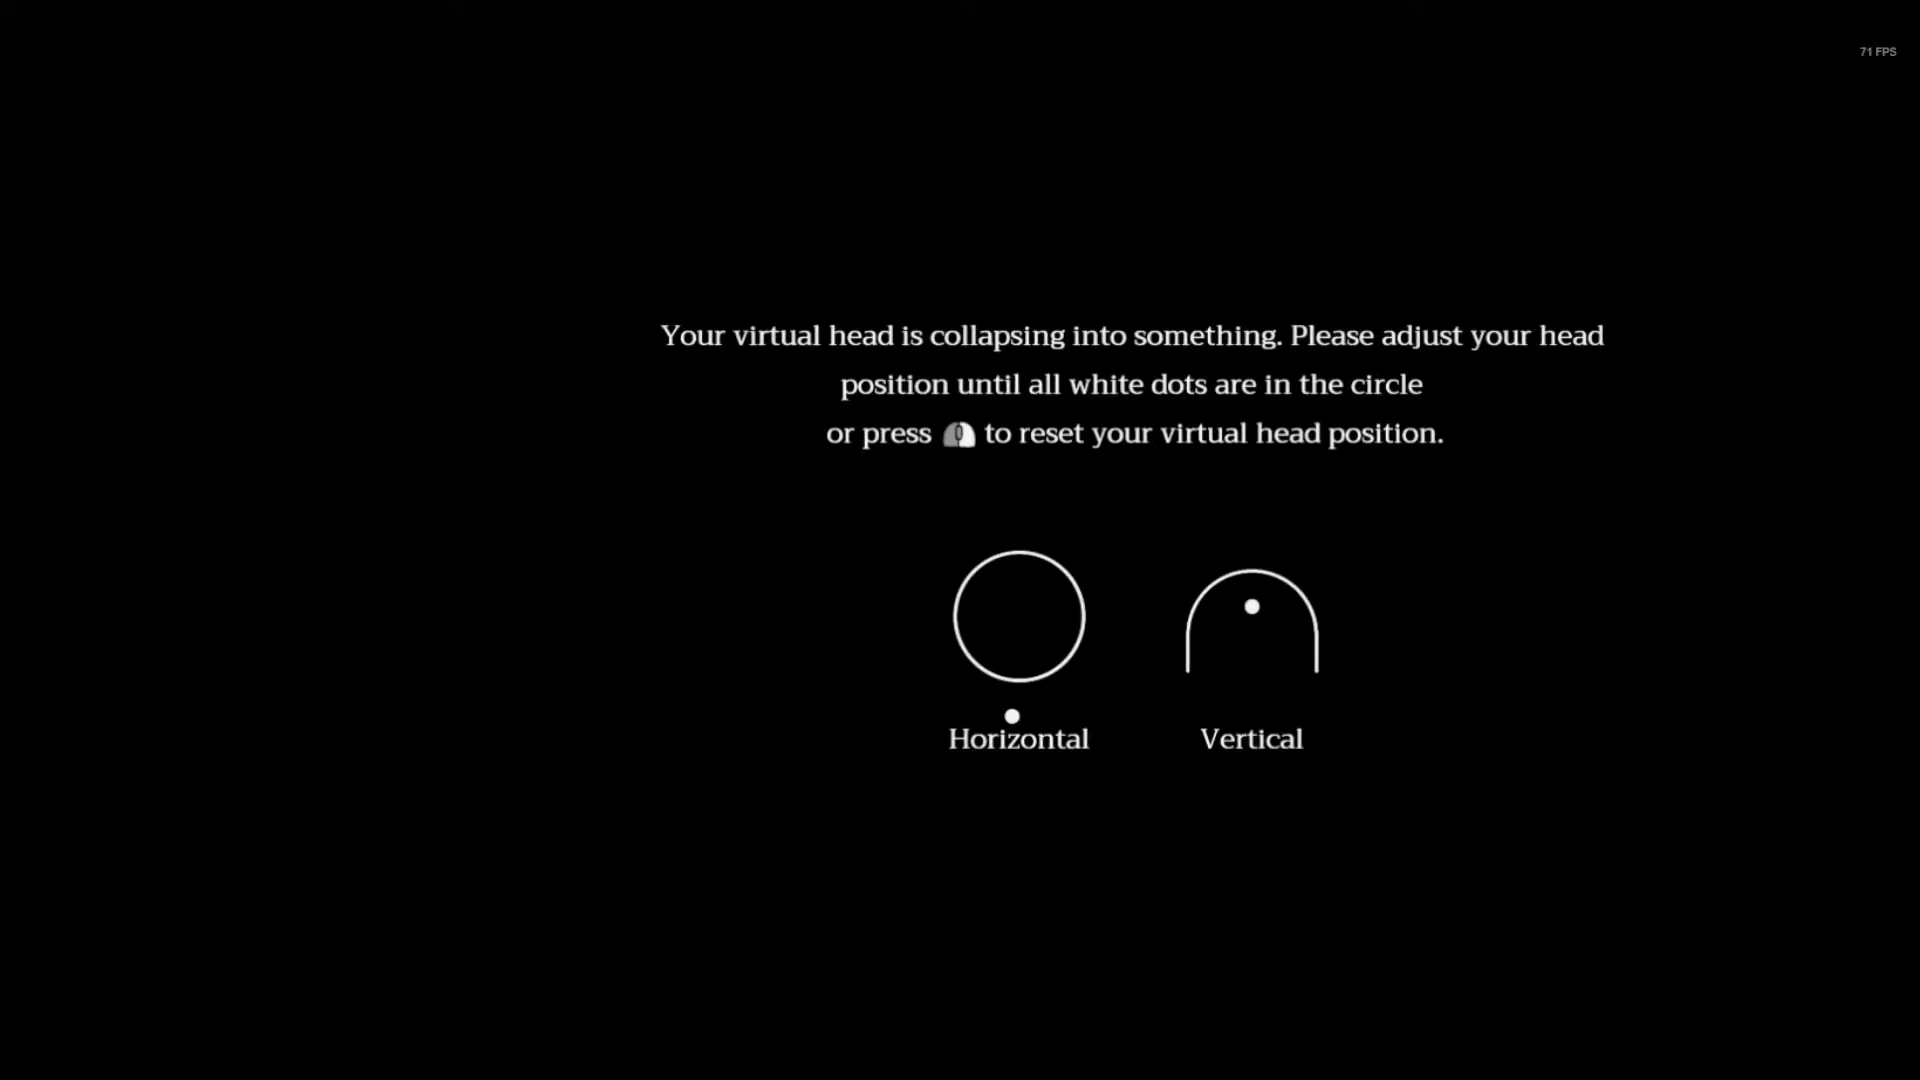 71 FPS
Your virtual head is collapsing into something. Please adjust your head
position until all white dots are in the circle
or press to reset your virtual head position.
Horizontal Vertical